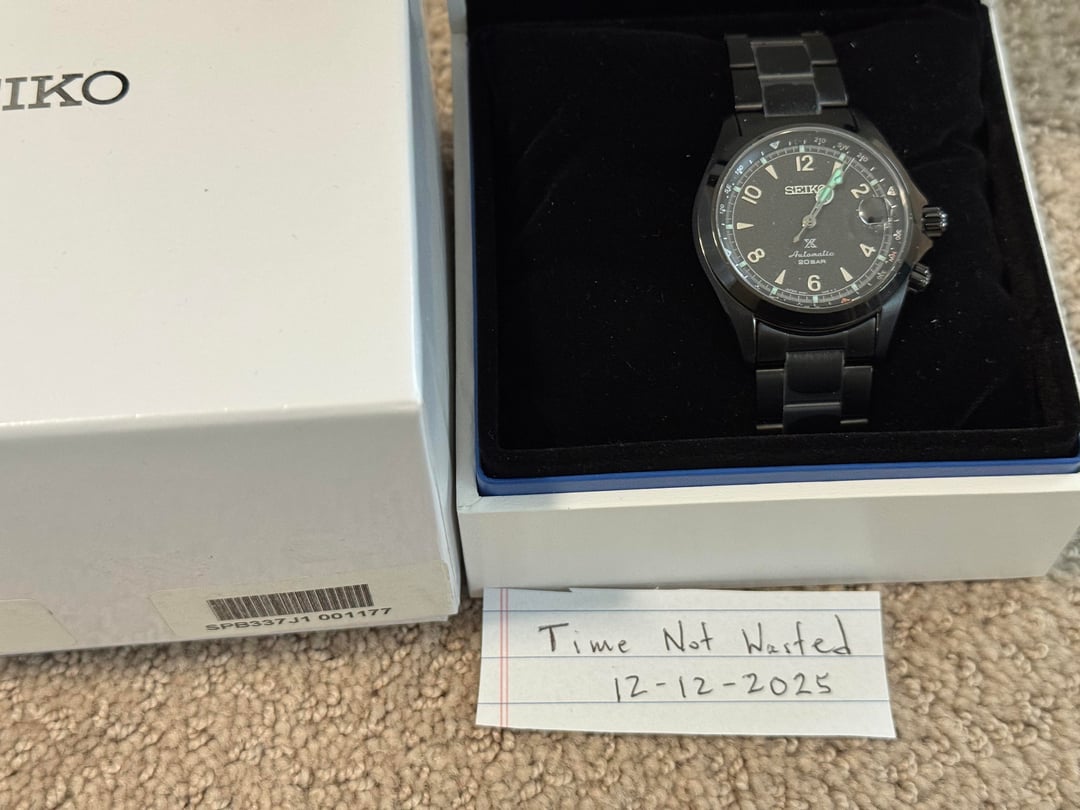 IKO
SPB337J1 001177
12
2
4
6
8
10
SEIKO
X
Automatic
20BAR
Time Not Wasted
12-12-2025